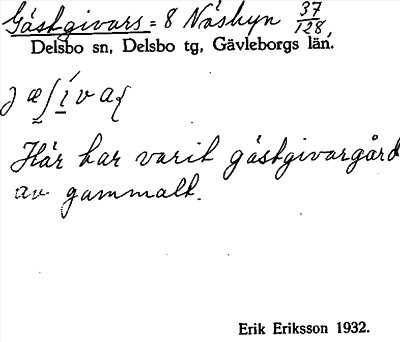 Gästgivars = 8 Näsbyn 37/128,
Delsbo sn, Delsbo tg, Gävleborgs län.
Här har varit gästgivargård
av gammalt.
Erik Eriksson 1932.